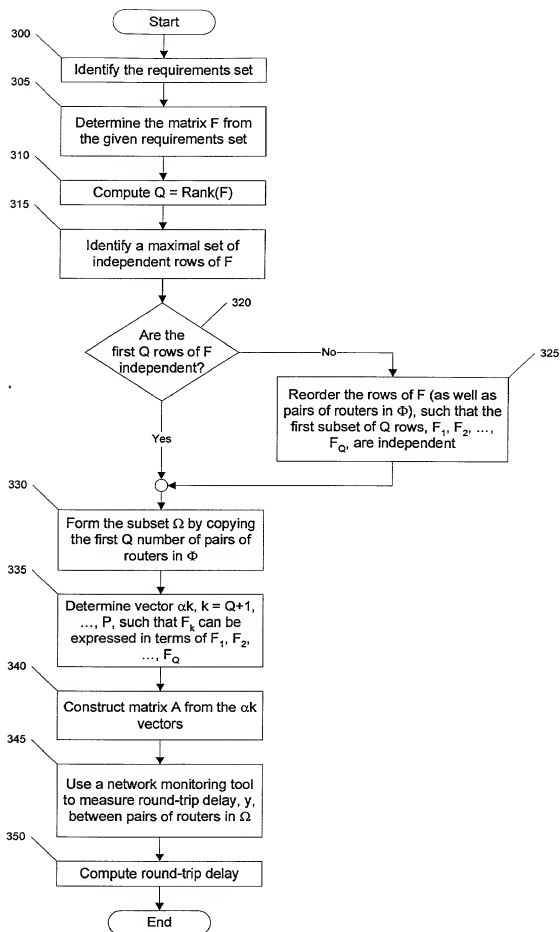 Start
300
Identify the requirements set
305
Determine the matrix F from
the given requirements set
310
Compute Q = Rank(F)
315
Identify a maximal set of
independent rows of F
320
Are the
first Q rows of F
independent?
No
325
Reorder the rows of F (as well as
pairs of routers in Φ), such that the
first subset of Q rows, F₁, F₂, ...,
F_Q, are independent
Yes
330
Form the subset Ω by copying
the first Q number of pairs of
routers in Φ
335
Determine vector αk, k = Q+1,
..., P, such that Fₖ can be
expressed in terms of F₁, F₂,
..., F_Q
340
Construct matrix A from the αk
vectors
345
Use a network monitoring tool
to measure round-trip delay, y,
between pairs of routers in Ω
350
Compute round-trip delay
End